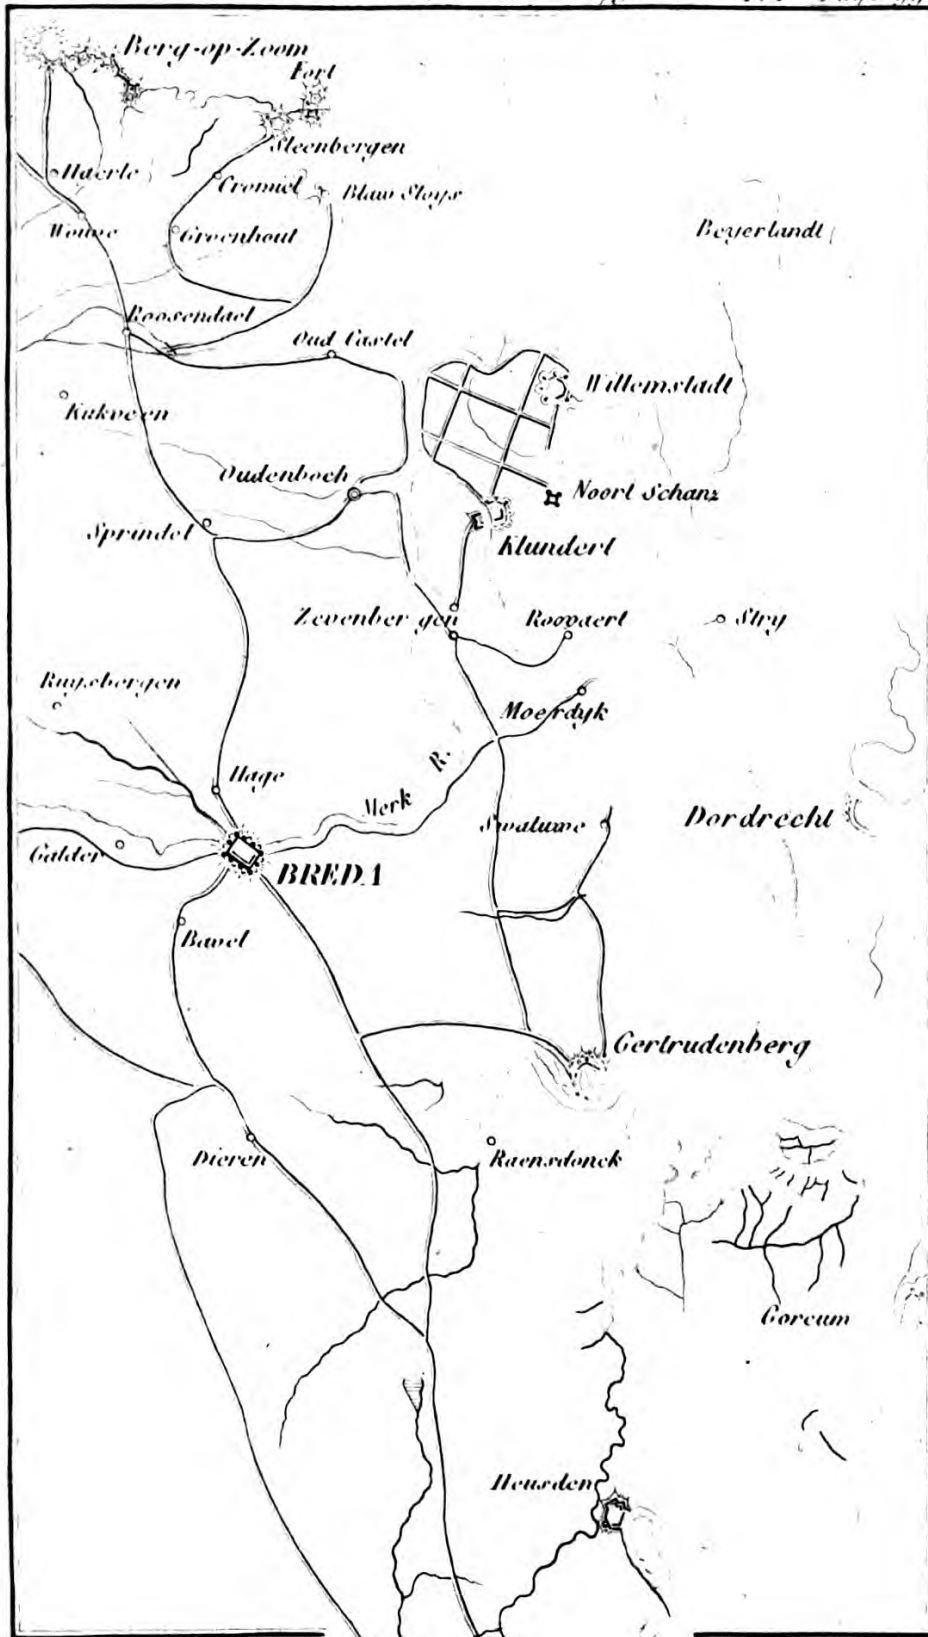 Berg-op-Zoom
Fort
Steenbergen
Haerle
Cromiel
Blaw Sloys
Wouwe
Groenhout
Beyerlandt
Roosendael
Oud Castel
Willemstadt
Kukveen
Oudenboch
Noort Schanz
Sprindel
Klundert
Zevenbergen
Roovaert
Stry
Ruysbergen
Moerdyk
Hage
Merk R.
Swaluwe
Dordrecht
Galder
BREDA
Bavel
Gertrudenberg
Dieren
Raensdonck
Gorcum
Heusden